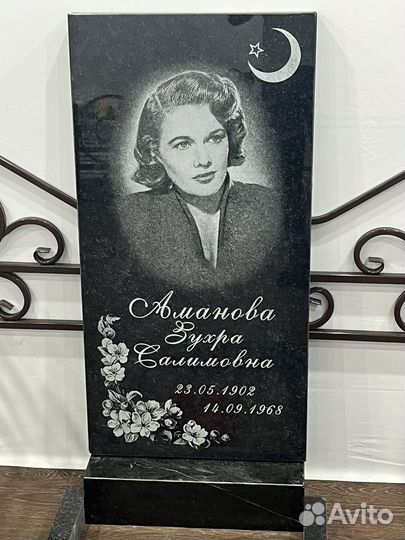 Аманова
Зухра
Салимовна
23.05.1902
14.09.1968
Avito